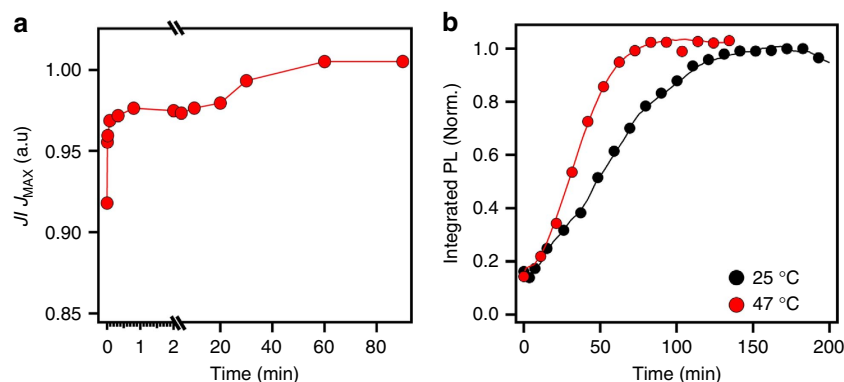 a
1.00
0.95
0.90
0.85
J/ J MAX (a.u)
0 1 2 20 40 60 80
Time (min)
b
1.0
0.8
0.6
0.4
0.2
0.0
Integrated PL (Norm.)
25 °C
47 °C
0 50 100 150 200
Time (min)